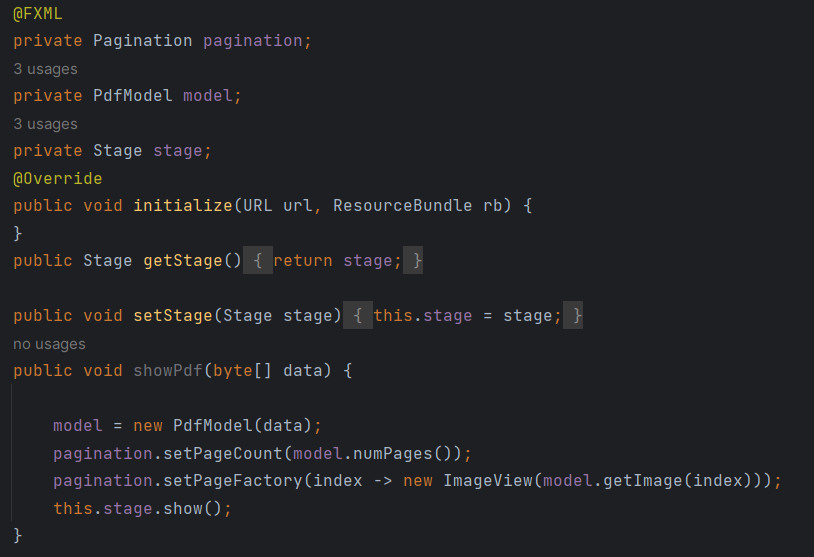 @FXML
private Pagination pagination;
3 usages
private PdfModel model;
3 usages
private Stage stage;
@Override
public void initialize(URL url, ResourceBundle rb) {
}
public Stage getStage() { return stage; }
public void setStage(Stage stage) { this.stage = stage; }
no usages
public void showPdf(byte[] data) {
    model = new PdfModel(data);
    pagination.setPageCount(model.numPages());
    pagination.setPageFactory(index -> new ImageView(model.getImage(index)));
    this.stage.show();
}